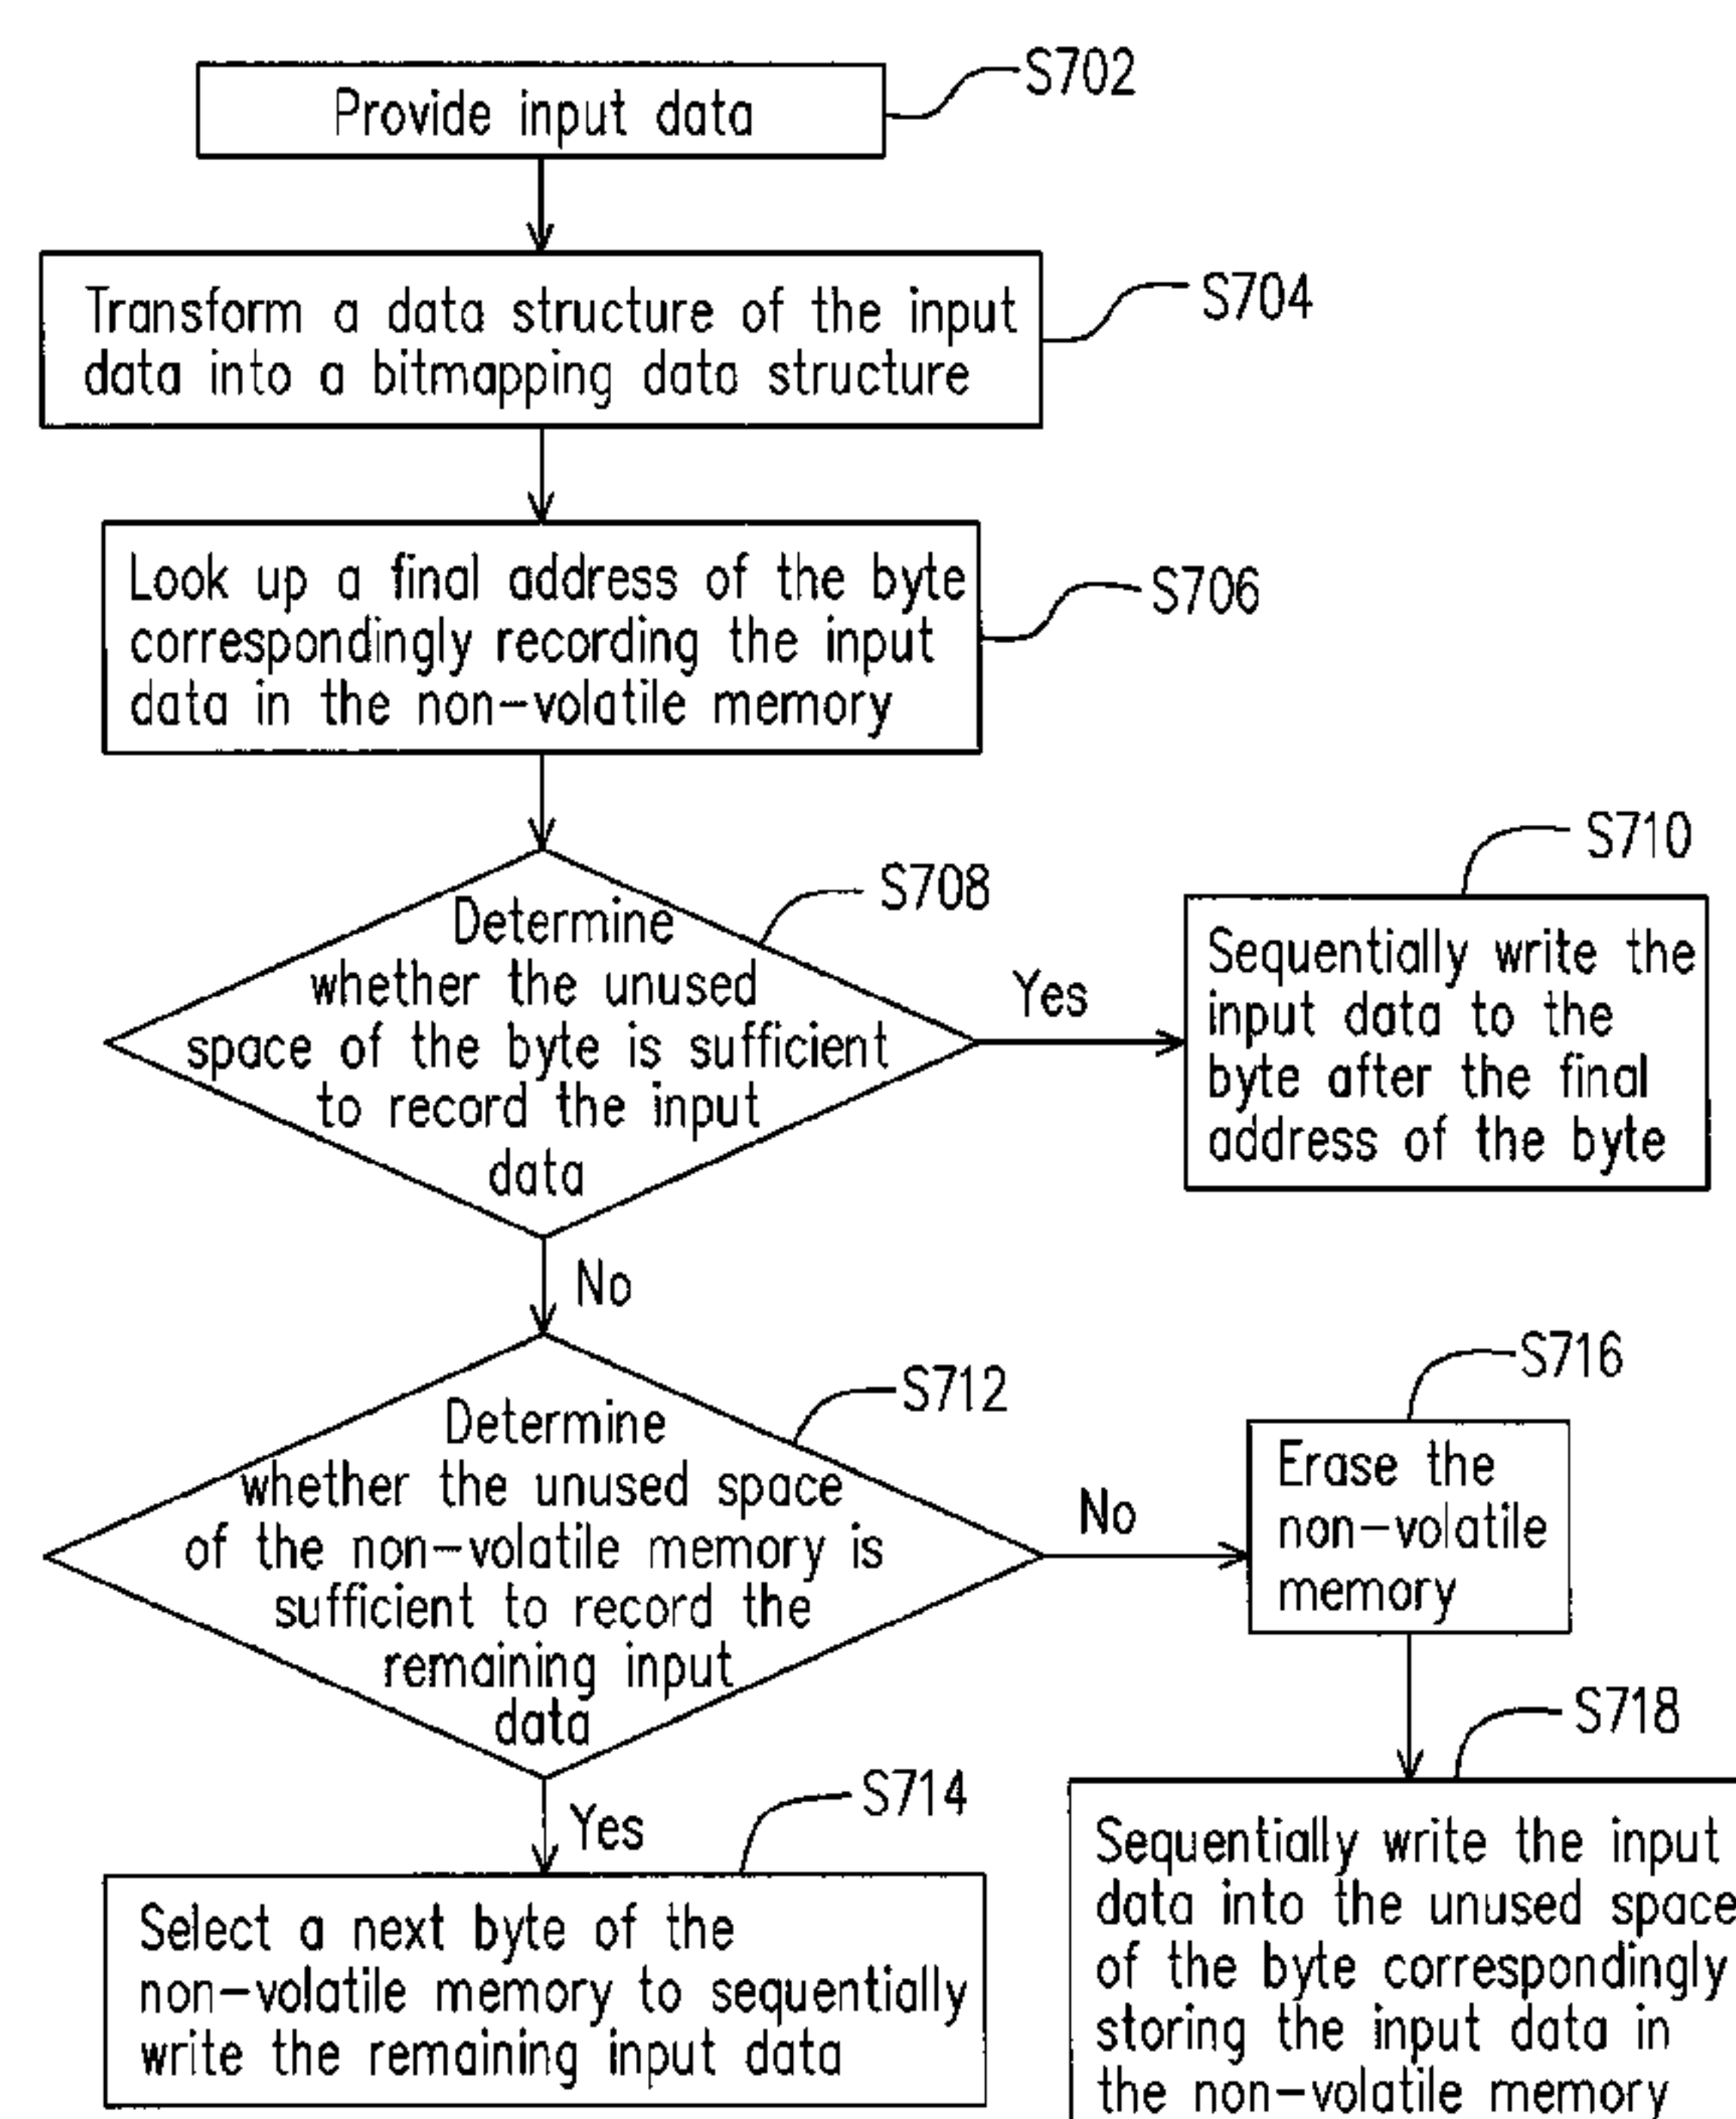 S702
Provide input data
S704
Transform a data structure of the input
data into a bitmapping data structure
S706
Look up a final address of the byte
correspondingly recording the input
data in the non-volatile memory
S708
Determine
whether the unused
space of the byte is sufficient
to record the input
data
Yes
S710
Sequentially write the
input data to the
byte after the final
address of the byte
No
S712
Determine
whether the unused space
of the non-volatile memory is
sufficient to record the
remaining input
data
No
S716
Erase the
non-volatile
memory
Yes
S714
Select a next byte of the
non-volatile memory to sequentially
write the remaining input data
S718
Sequentially write the input
data into the unused space
of the byte correspondingly
storing the input data in
the non-volatile memory